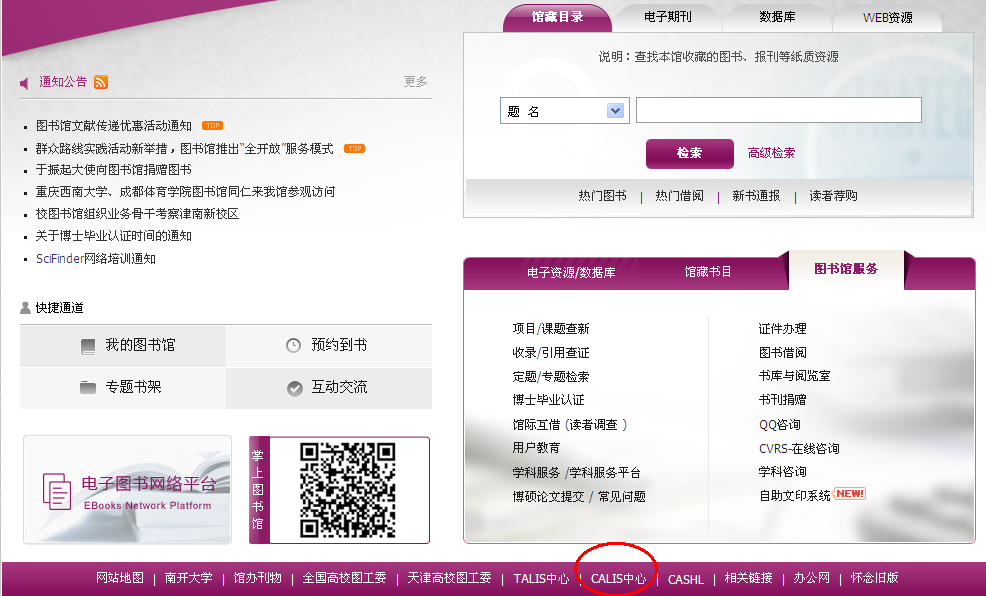 馆藏目录 电子期刊 数据库 WEB资源
说明：查找本馆收藏的图书、报刊等纸质资源
题 名
检索 高级检索
热门图书 | 热门借阅 | 新书通报 | 读者荐购
通知公告 更多
图书馆文献传递优惠活动通知 TOP
群众路线实践活动新举措，图书馆推出“全开放”服务模式 TOP
于振起大使向图书馆捐赠图书
重庆西南大学、成都体育学院图书馆同仁来我馆参观访问
校图书馆组织业务骨干考察津南新校区
关于博士毕业认证时间的通知
SciFinder网络培训通知
快捷通道
我的图书馆 预约到书
专题书架 互动交流
电子图书网络平台
EBooks Network Platform
掌上图书馆
电子资源/数据库 馆藏书目 图书馆服务
项目/课题查新
收录/引用查证
定题/专题检索
博士毕业认证
馆际互借 (读者调查 )
用户教育
学科服务 /学科服务平台
博硕论文提交 / 常见问题
证件办理
图书借阅
书库与阅览室
书刊捐赠
QQ咨询
CVRS-在线咨询
学科咨询
自助文印系统 NEW!
网站地图 | 南开大学 | 馆办刊物 | 全国高校图工委 | 天津高校图工委 | TALIS中心 | CALIS中心 | CASHL | 相关链接 | 办公网 | 怀念旧版